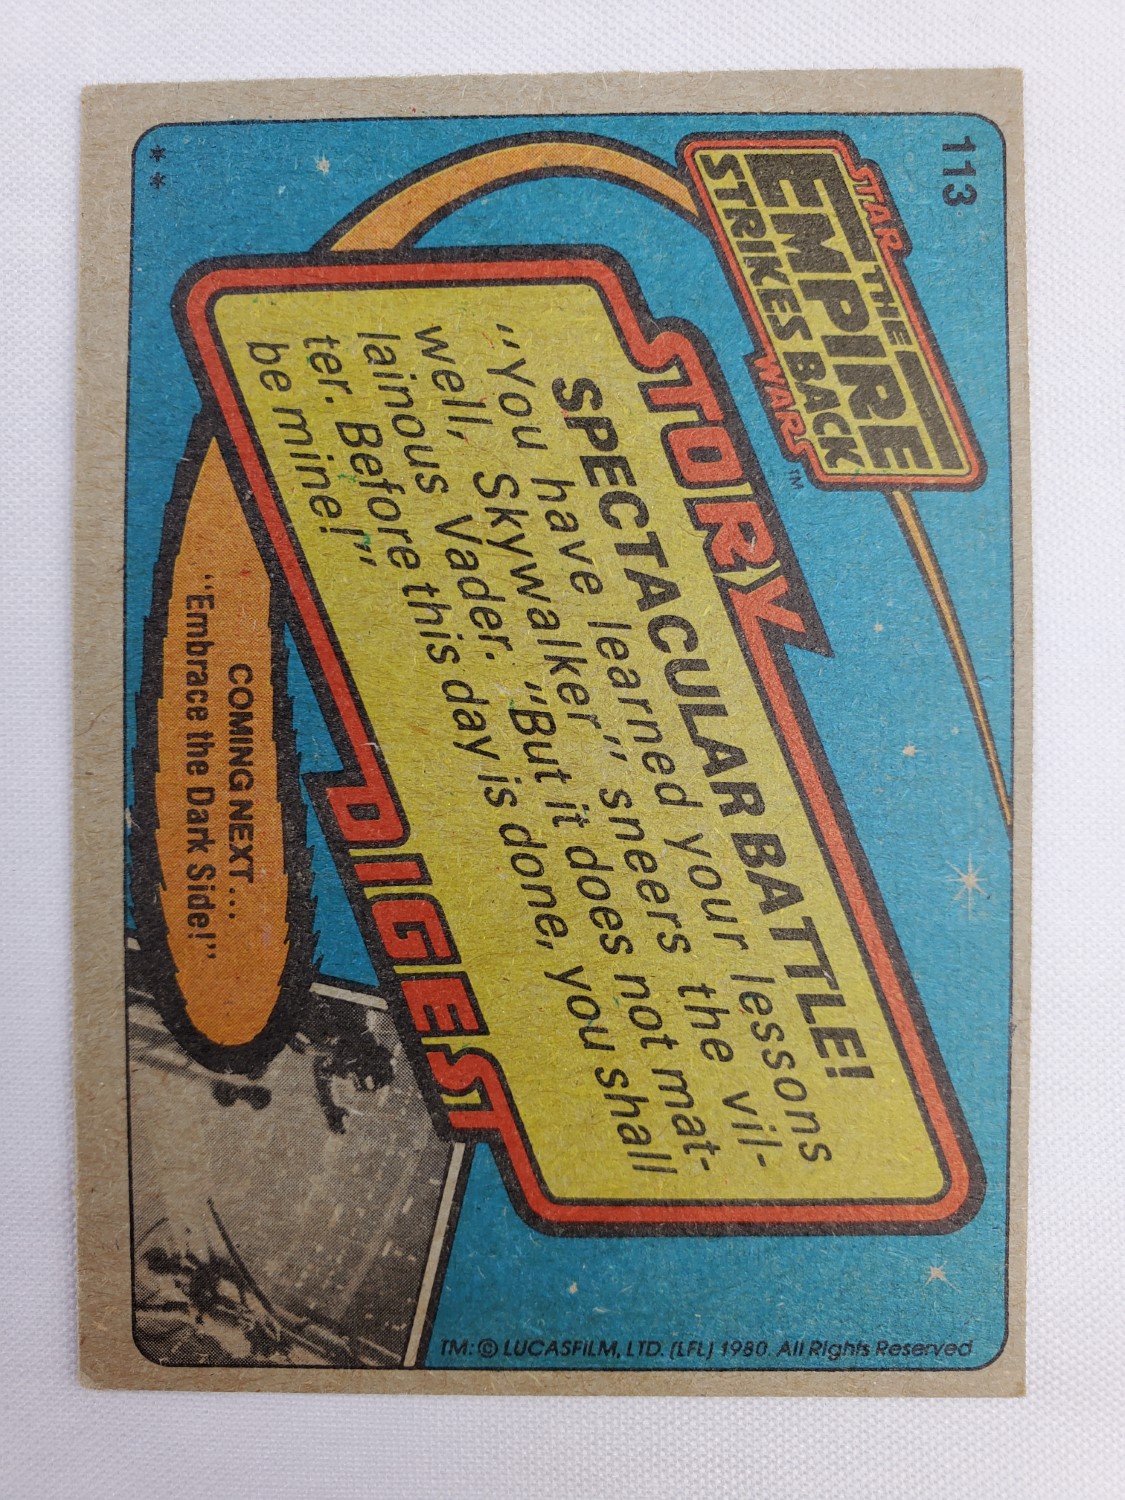 113
STAR
THE
EMPIRE
STRIKES BACK
WARS™
STORY
SPECTACULAR BATTLE!
"You have learned your lessons
well, Skywalker" sneers the vil-
lainous Vader. "But it does not mat-
ter. Before this day is done, you shall
be mine!"
DIGEST
COMING NEXT...
"Embrace the Dark Side!"
**
TM: © LUCASFILM, LTD. (LFL) 1980. All Rights Reserved